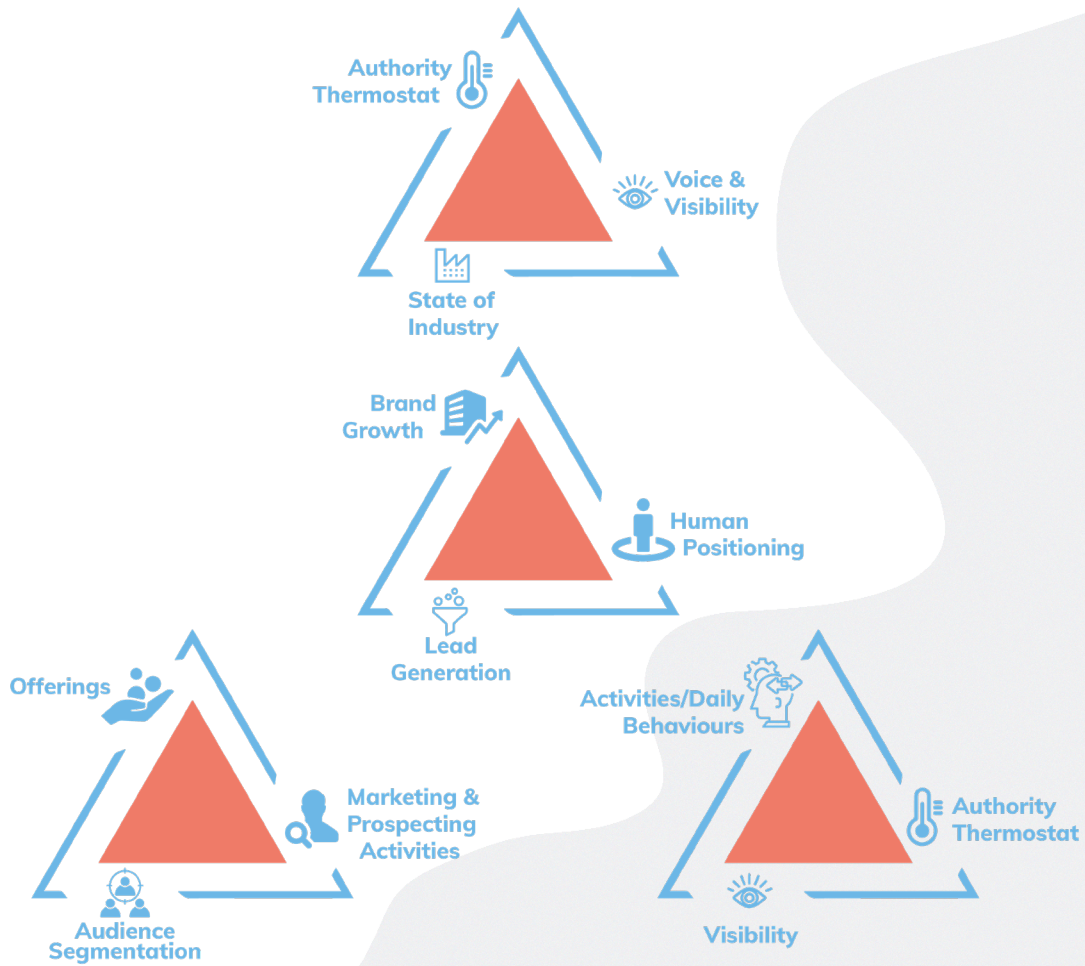 Authority
Thermostat
Voice &
Visibility
State of
Industry
Brand
Growth
Human
Positioning
Lead
Generation
Offerings
Marketing &
Prospecting
Activities
Audience
Segmentation
Activities/Daily
Behaviours
Authority
Thermostat
Visibility